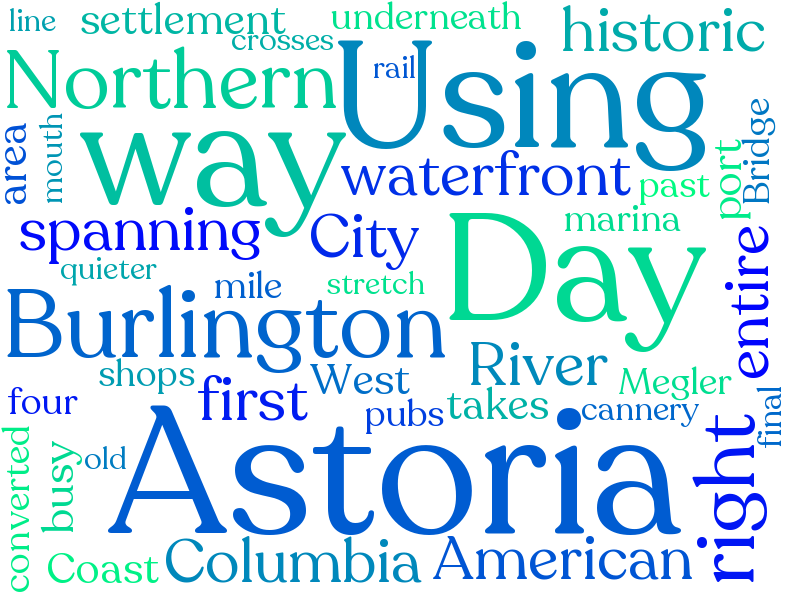 line
settlement
underneath
historic
crosses
Northern
Using
rail
way
area
mouth
waterfront
past
port
Bridge
spanning
City
marina
Day
entire
quieter
mile
stretch
Burlington
River
shops
West
Megler
four
first
pubs
takes
cannery
final
converted
busy
old
Astoria
right
Coast
Columbia
American